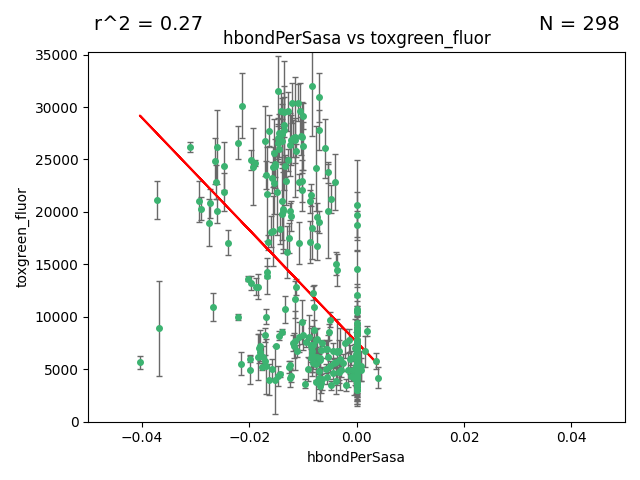 r^2 = 0.27
N = 298
hbondPerSasa vs toxgreen_fluor
toxgreen_fluor
35000
30000
25000
20000
15000
10000
5000
0
−0.04
−0.02
0.00
0.02
0.04
hbondPerSasa